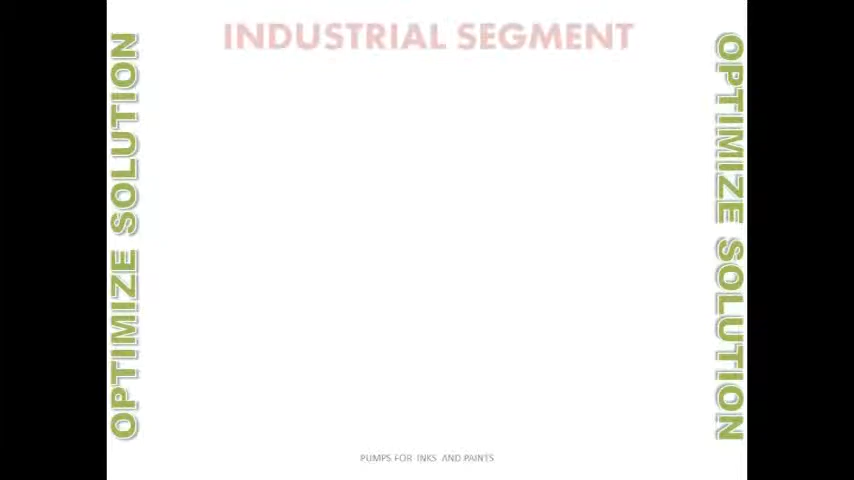 INDUSTRIAL SEGMENT
OPTIMIZE SOLUTION
OPTIMIZE SOLUTION
PUMPS FOR INKS AND PAINTS